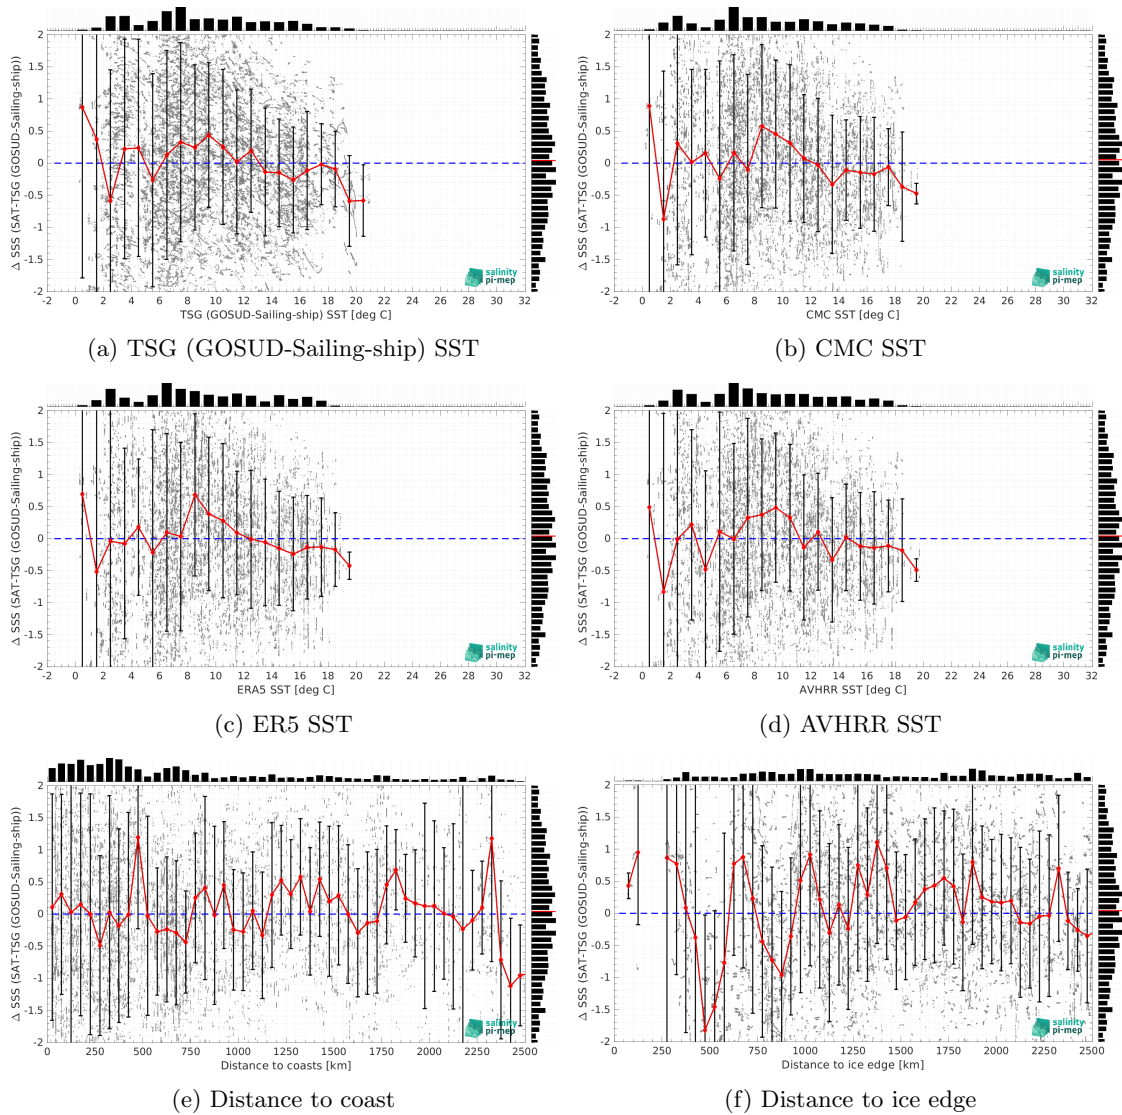 2
1.5
1
0.5
0
-0.5
-1
-1.5
-2
Δ SSS (SAT-TSG (GOSUD-Sailing-ship))
salinity
pi-mep
-2 0 2 4 6 8 10 12 14 16 18 20 22 24 26 28 30 32
TSG (GOSUD-Sailing-ship) SST [deg C]
(a) TSG (GOSUD-Sailing-ship) SST
2
1.5
1
0.5
0
-0.5
-1
-1.5
-2
Δ SSS (SAT-TSG (GOSUD-Sailing-ship))
salinity
pi-mep
-2 0 2 4 6 8 10 12 14 16 18 20 22 24 26 28 30 32
CMC SST [deg C]
(b) CMC SST
2
1.5
1
0.5
0
-0.5
-1
-1.5
-2
Δ SSS (SAT-TSG (GOSUD-Sailing-ship))
salinity
pi-mep
-2 0 2 4 6 8 10 12 14 16 18 20 22 24 26 28 30 32
ERA5 SST [deg C]
(c) ER5 SST
2
1.5
1
0.5
0
-0.5
-1
-1.5
-2
Δ SSS (SAT-TSG (GOSUD-Sailing-ship))
salinity
pi-mep
-2 0 2 4 6 8 10 12 14 16 18 20 22 24 26 28 30 32
AVHRR SST [deg C]
(d) AVHRR SST
2
1.5
1
0.5
0
-0.5
-1
-1.5
-2
Δ SSS (SAT-TSG (GOSUD-Sailing-ship))
salinity
pi-mep
0 250 500 750 1000 1250 1500 1750 2000 2250 2500
Distance to coasts [km]
(e) Distance to coast
2
1.5
1
0.5
0
-0.5
-1
-1.5
-2
Δ SSS (SAT-TSG (GOSUD-Sailing-ship))
salinity
pi-mep
0 250 500 750 1000 1250 1500 1750 2000 2250 2500
Distance to ice edge [km]
(f) Distance to ice edge